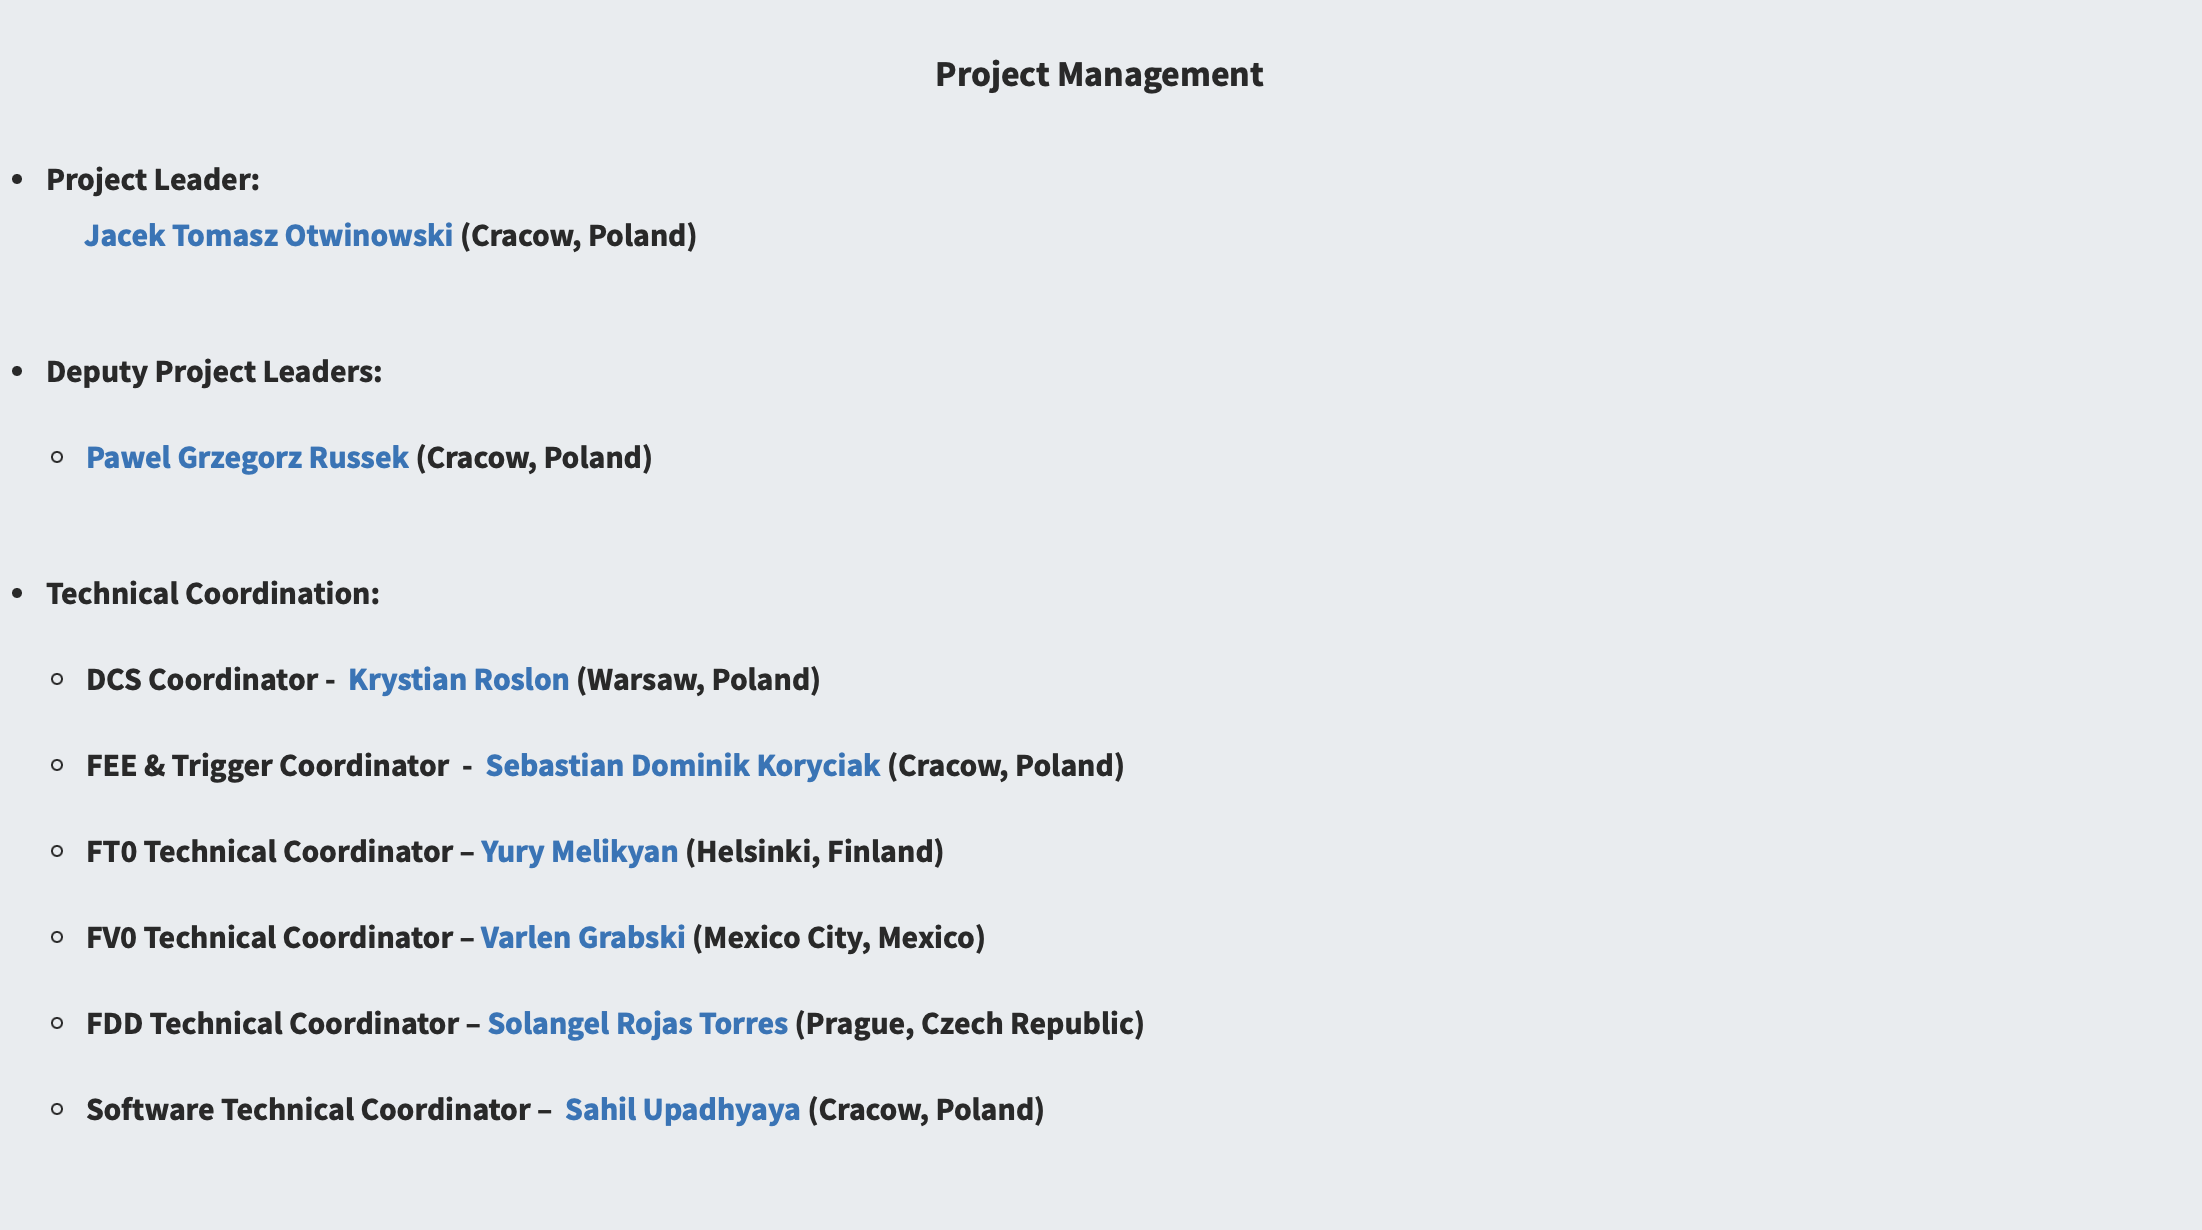 Project Management
• Project Leader:
Jacek Tomasz Otwinowski (Cracow, Poland)
• Deputy Project Leaders:
○ Pawel Grzegorz Russek (Cracow, Poland)
• Technical Coordination:
○ DCS Coordinator - Krystian Roslon (Warsaw, Poland)
○ FEE & Trigger Coordinator - Sebastian Dominik Koryciak (Cracow, Poland)
○ FT0 Technical Coordinator – Yury Melikyan (Helsinki, Finland)
○ FV0 Technical Coordinator – Varlen Grabski (Mexico City, Mexico)
○ FDD Technical Coordinator – Solangel Rojas Torres (Prague, Czech Republic)
○ Software Technical Coordinator – Sahil Upadhyaya (Cracow, Poland)